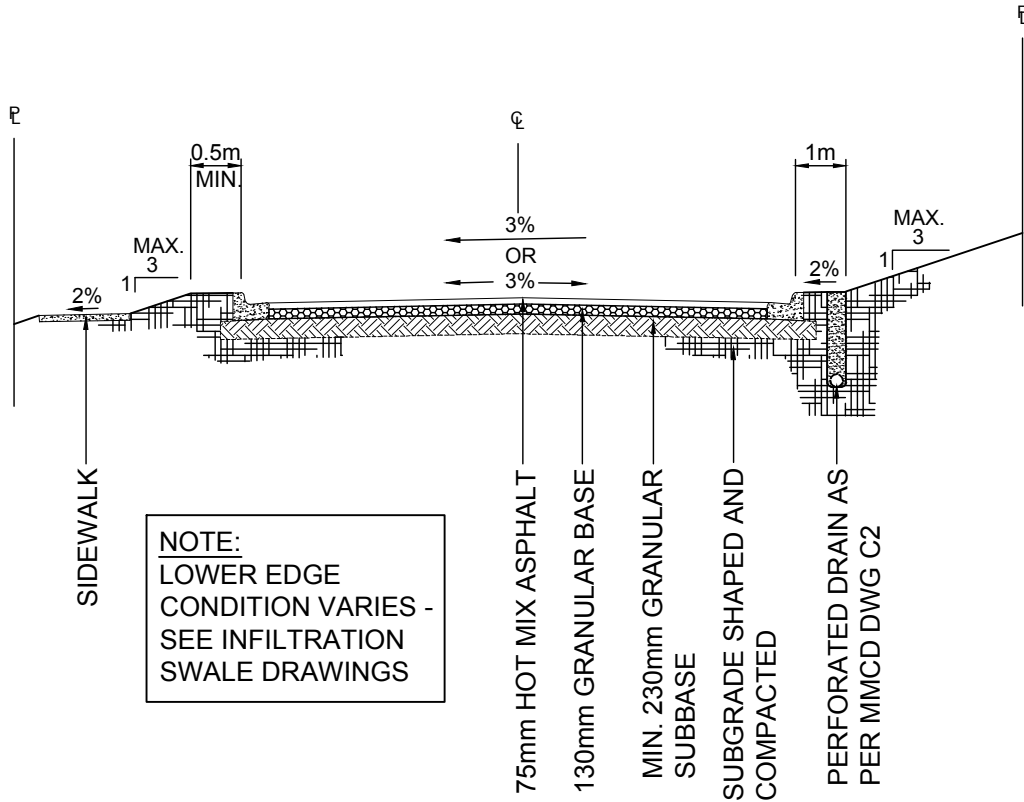 ℄
℄
℄
0.5m
MIN.
1m
3%
OR
3%
MAX.
3
1
MAX.
3
1
2%
2%
SIDEWALK
NOTE:
LOWER EDGE
CONDITION VARIES -
SEE INFILTRATION
SWALE DRAWINGS
75mm HOT MIX ASPHALT
130mm GRANULAR BASE
MIN. 230mm GRANULAR
SUBBASE
SUBGRADE SHAPED AND
COMPACTED
PERFORATED DRAIN AS
PER MMCD DWG C2